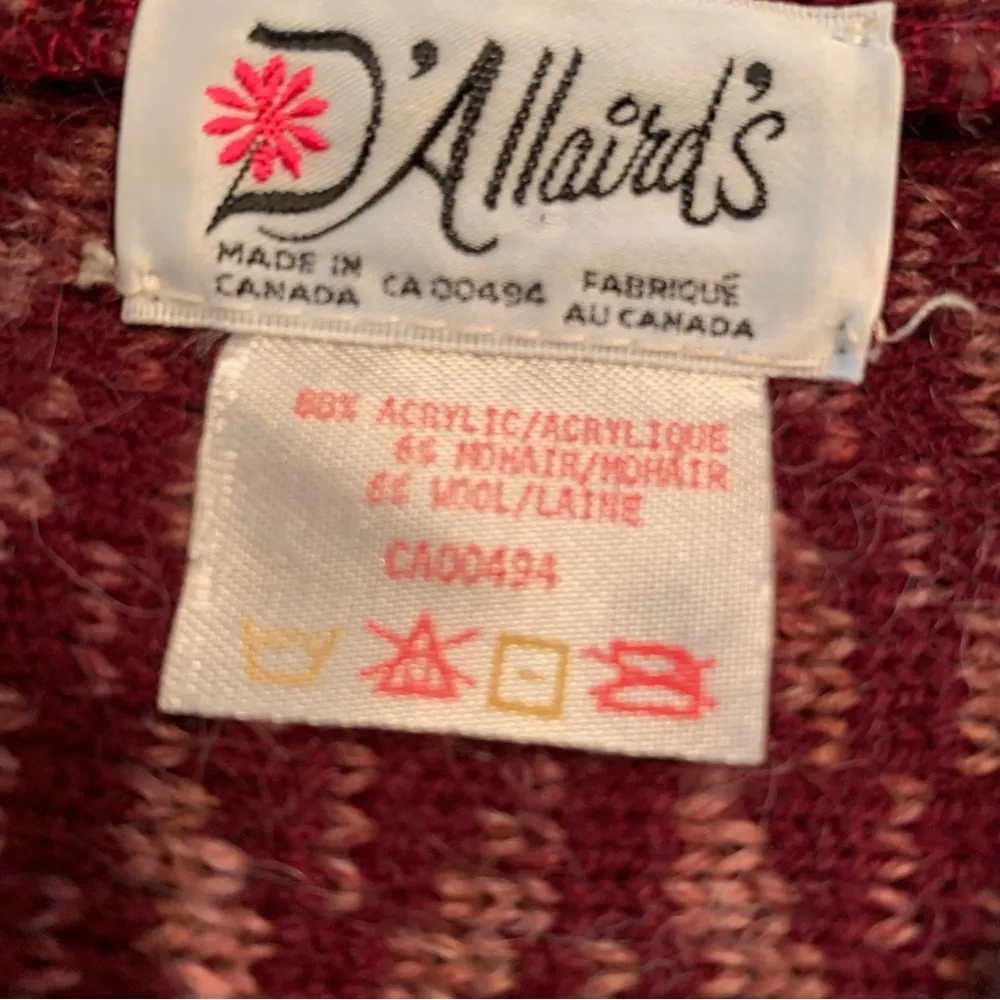 D'Allaird's
MADE IN CANADA
CA 00494
FABRIQUÉ AU CANADA
88% ACRYLIC/ACRYLIQUE
6% MOHAIR/MOHAIR
6% WOOL/LAINE
CA00494